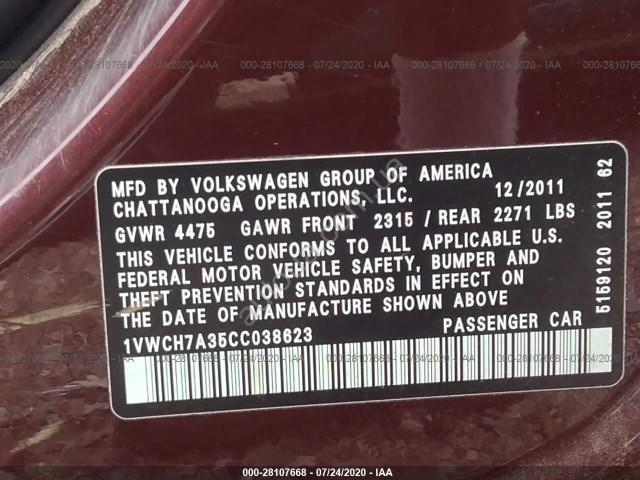 000-28107668 - 07/24/2020 - IAA
MFD BY VOLKSWAGEN GROUP OF AMERICA
CHATTANOOGA OPERATIONS, LLC. 12/2011
GVWR 4475 GAWR FRONT 2315 / REAR 2271 LBS
THIS VEHICLE CONFORMS TO ALL APPLICABLE U.S.
FEDERAL MOTOR VEHICLE SAFETY, BUMPER AND
THEFT PREVENTION STANDARDS IN EFFECT ON
THE DATE OF MANUFACTURE SHOWN ABOVE
1VWCH7A35CC038623 PASSENGER CAR
5169120 2011 62
000-28107668 - 07/24/2020 - IAA